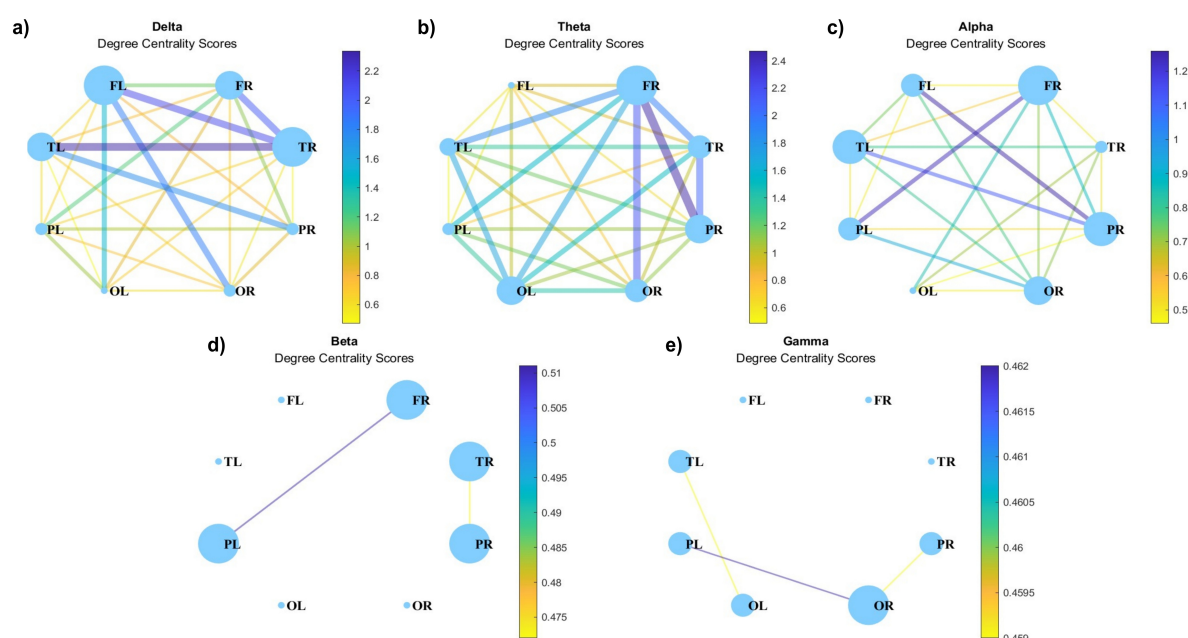 a)
Delta
Degree Centrality Scores
FL
FR
TL
TR
PL
PR
OL
OR
2.2
2
1.8
1.6
1.4
1.2
1
0.8
0.6
b)
Theta
Degree Centrality Scores
FL
FR
TL
TR
PL
PR
OL
OR
2.4
2.2
2
1.8
1.6
1.4
1.2
1
0.8
0.6
c)
Alpha
Degree Centrality Scores
FL
FR
TL
TR
PL
PR
OL
OR
1.2
1.1
1
0.9
0.8
0.7
0.6
0.5
d)
Beta
Degree Centrality Scores
FL
FR
TL
TR
PL
PR
OL
OR
0.51
0.505
0.5
0.495
0.49
0.485
0.48
0.475
e)
Gamma
Degree Centrality Scores
FL
FR
TL
TR
PL
PR
OL
OR
0.462
0.4615
0.461
0.4605
0.46
0.4595
0.459